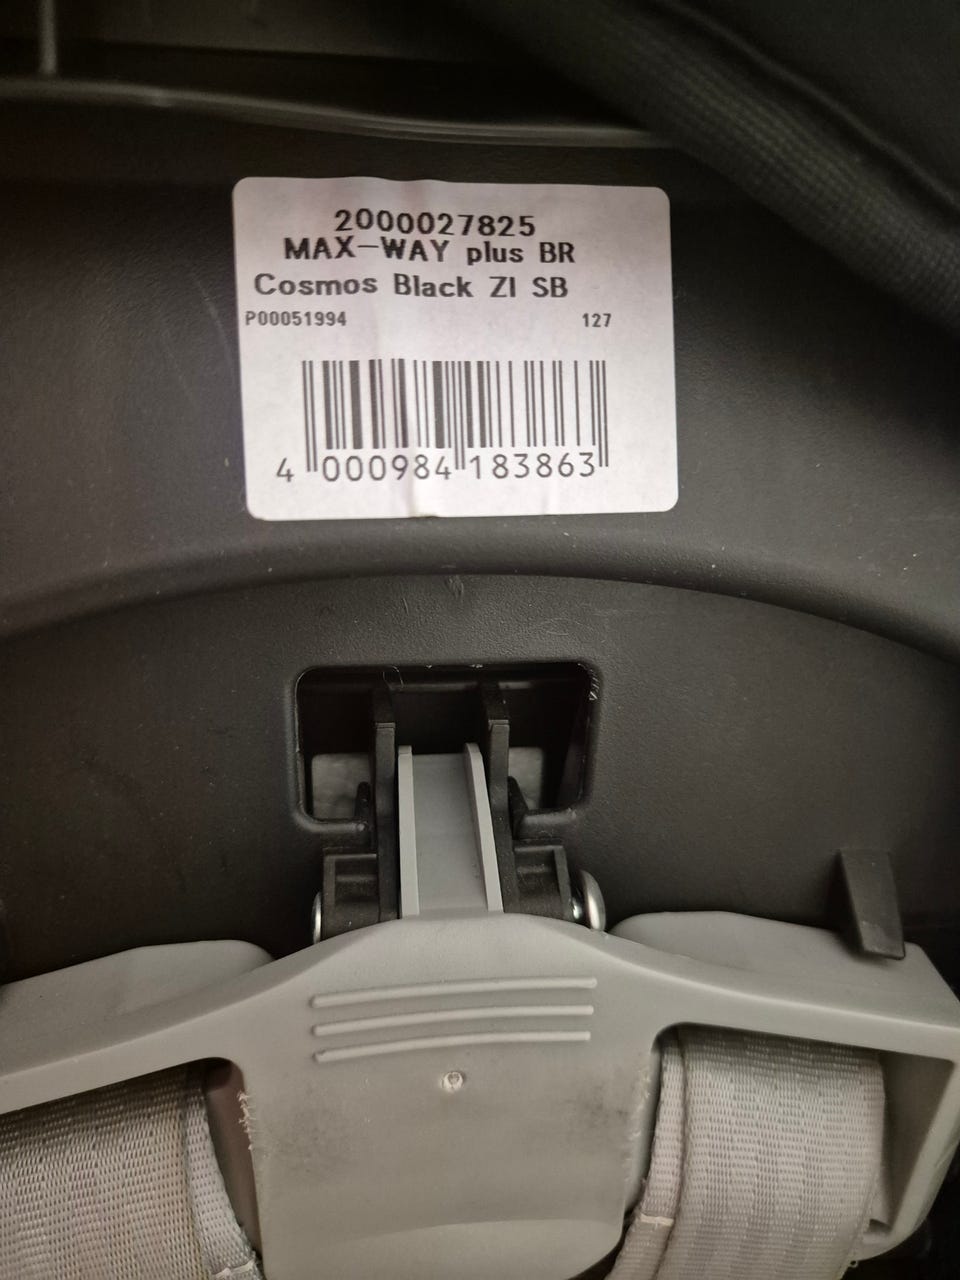 2000027825
MAX-WAY plus BR
Cosmos Black ZI SB
P00051994 127
4 000984 183863